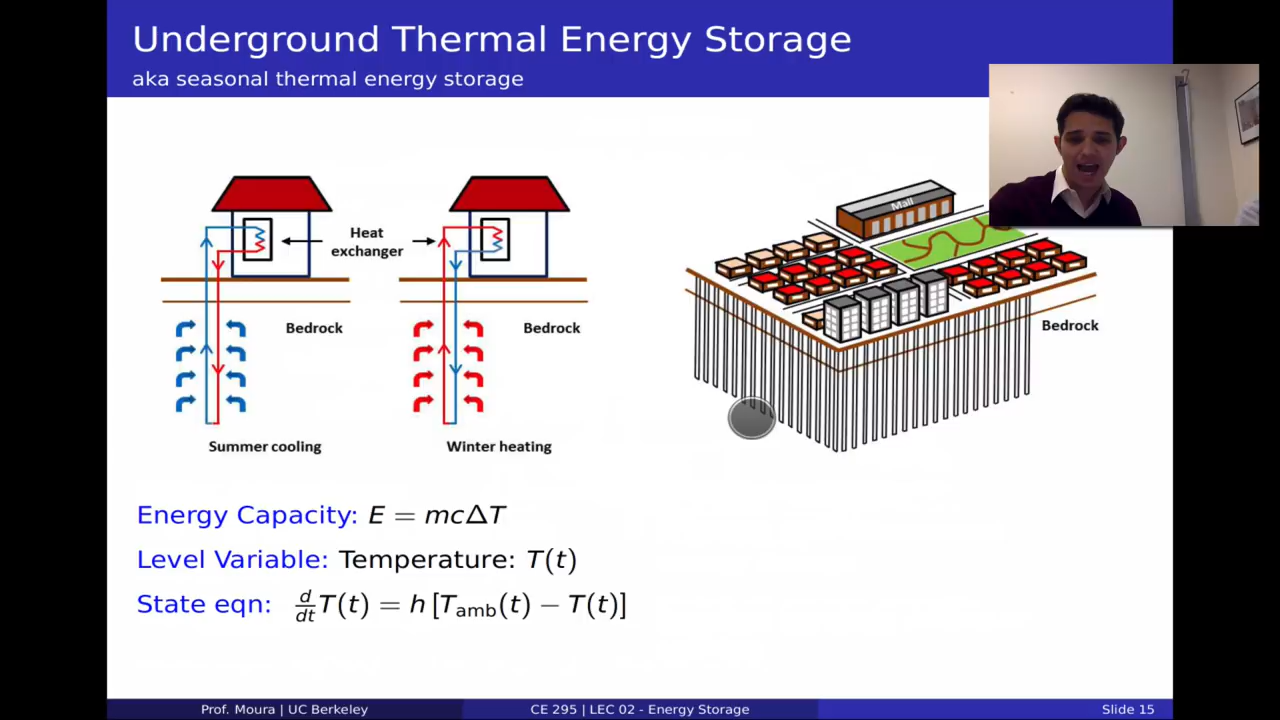 Underground Thermal Energy Storage
aka seasonal thermal energy storage
Heat
exchanger
Bedrock
Bedrock
Summer cooling
Winter heating
Mall
Bedrock
Energy Capacity: E = mcΔT
Level Variable: Temperature: T(t)
State eqn: d/dt T(t) = h [T_amb(t) − T(t)]
Prof. Moura | UC Berkeley
CE 295 | LEC 02 - Energy Storage
Slide 15